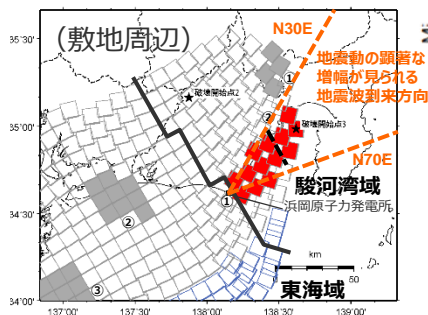 （敷地周辺）
N30E
地震動の顕著な
増幅が見られる
地震波到来方向
①
②
破壊開始点2
破壊開始点3
N70E
駿河湾域
浜岡原子力発電所
①
②
③
km
50
東海域
35°30'
35°00'
34°30'
34°00'
137°00'
137°30'
138°00'
138°30'
139°00'